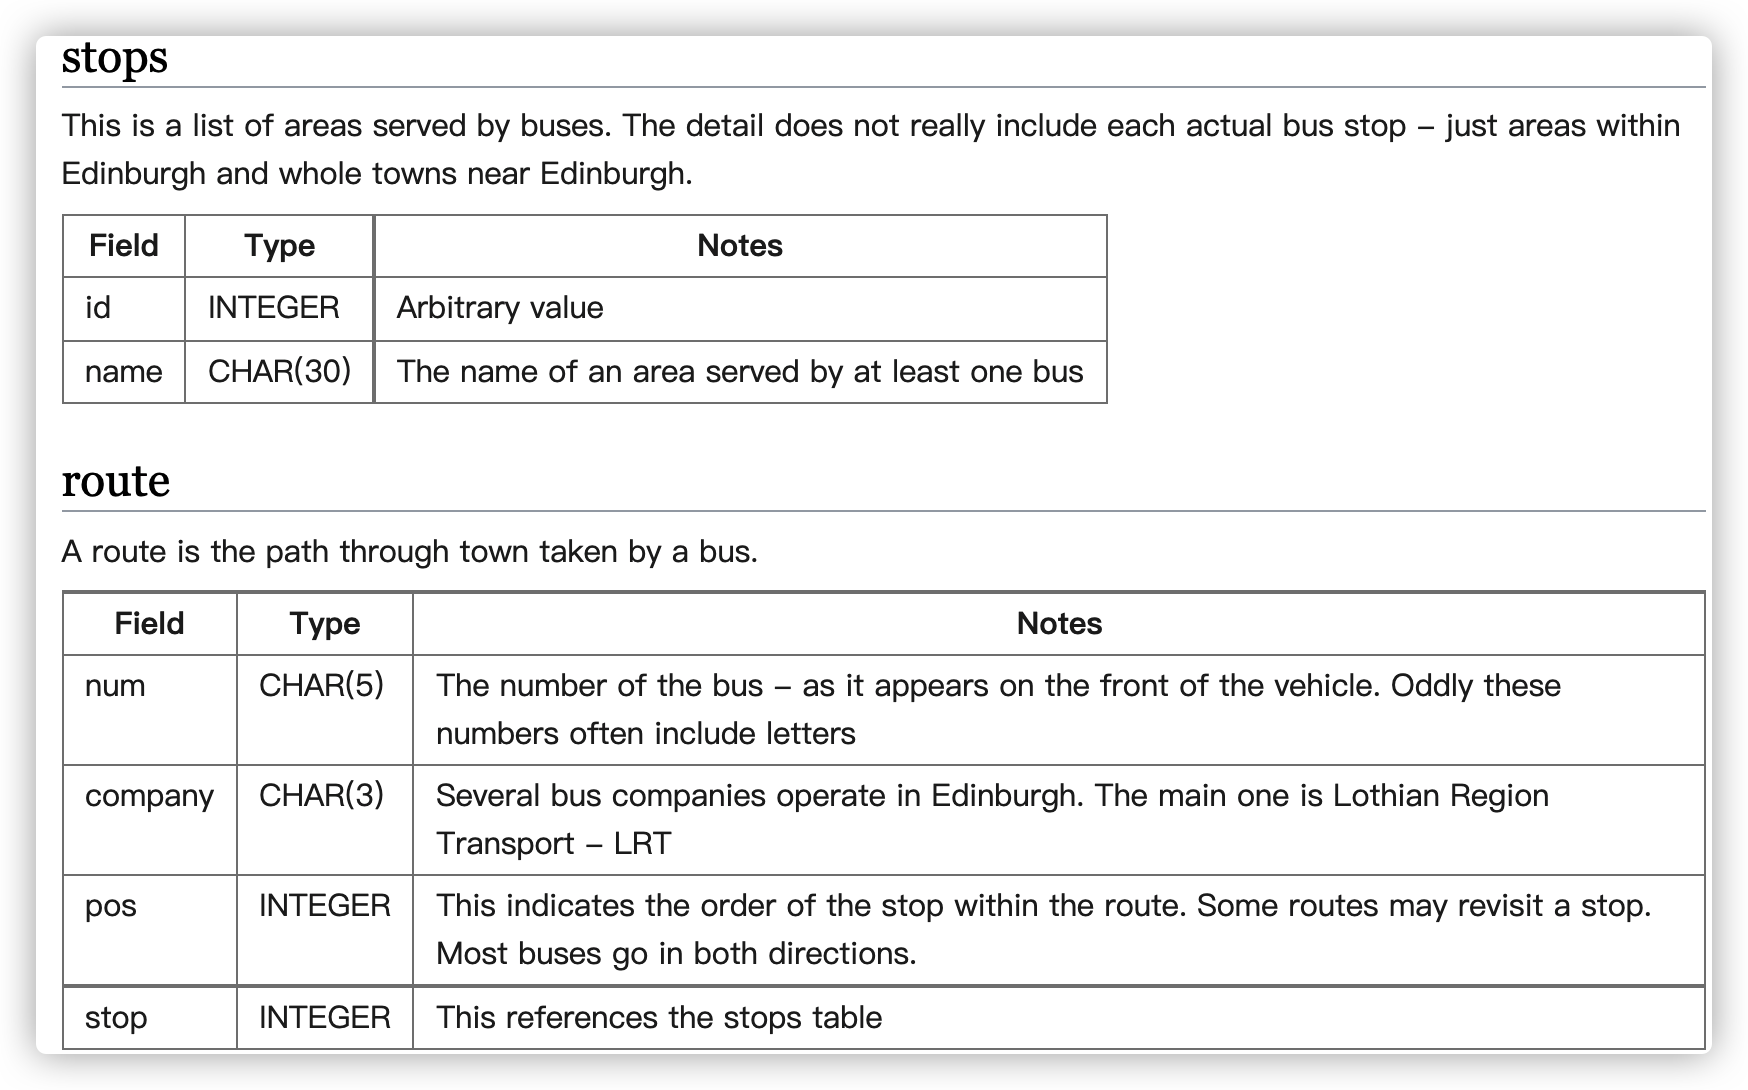 stops
This is a list of areas served by buses. The detail does not really include each actual bus stop – just areas within
Edinburgh and whole towns near Edinburgh.
Field Type Notes
id INTEGER Arbitrary value
name CHAR(30) The name of an area served by at least one bus
route
A route is the path through town taken by a bus.
Field Type Notes
num CHAR(5) The number of the bus – as it appears on the front of the vehicle. Oddly these
numbers often include letters
company CHAR(3) Several bus companies operate in Edinburgh. The main one is Lothian Region
Transport – LRT
pos INTEGER This indicates the order of the stop within the route. Some routes may revisit a stop.
Most buses go in both directions.
stop INTEGER This references the stops table